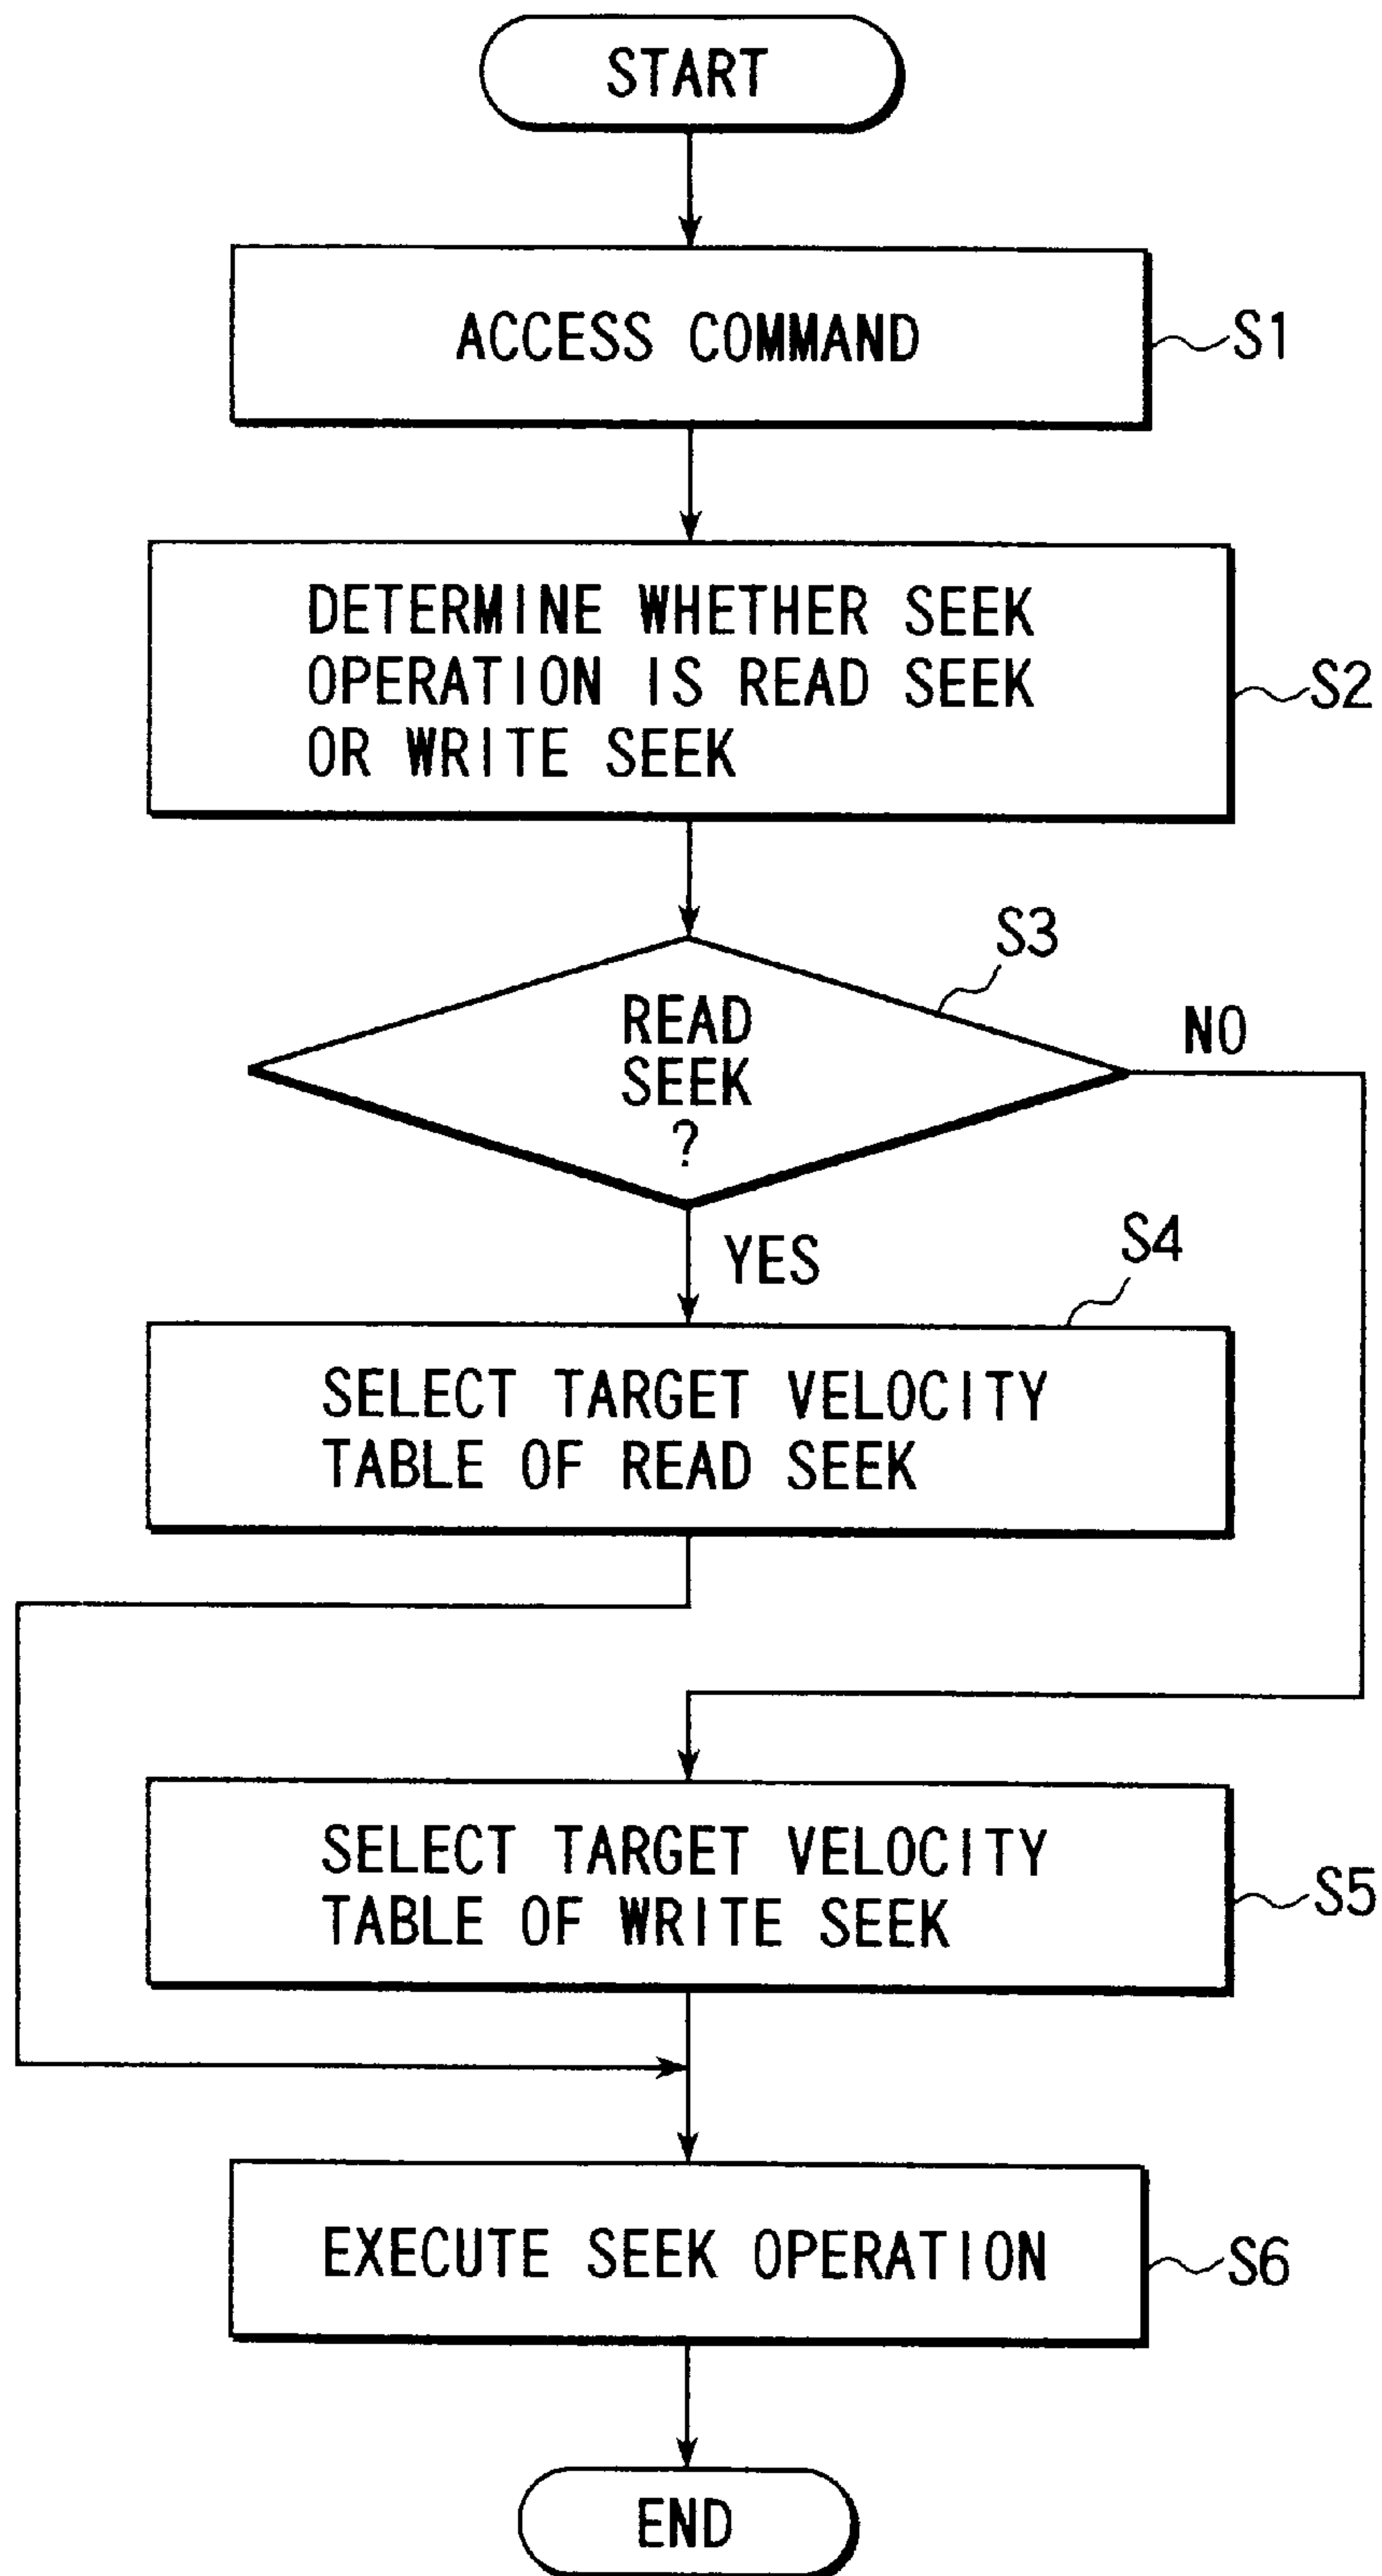 START
ACCESS COMMAND
S1
DETERMINE WHETHER SEEK
OPERATION IS READ SEEK
OR WRITE SEEK
S2
S3
READ
SEEK
?
NO
YES
S4
SELECT TARGET VELOCITY
TABLE OF READ SEEK
SELECT TARGET VELOCITY
TABLE OF WRITE SEEK
S5
EXECUTE SEEK OPERATION
S6
END